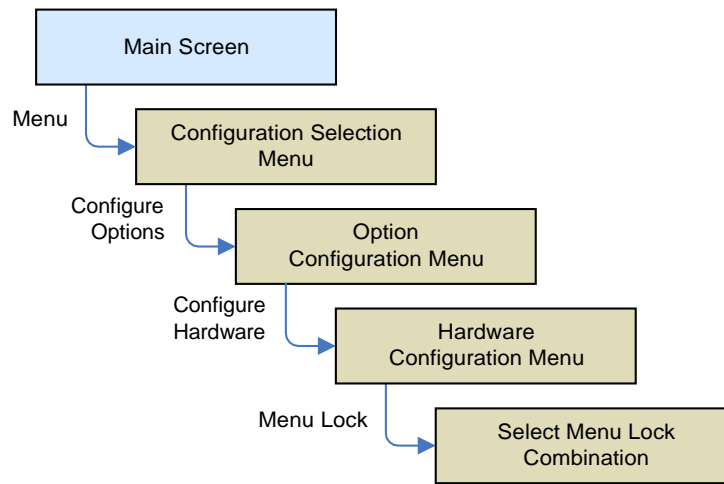 Main Screen
Menu
Configuration Selection
Menu
Configure
Options
Option
Configuration Menu
Configure
Hardware
Hardware
Configuration Menu
Menu Lock
Select Menu Lock
Combination